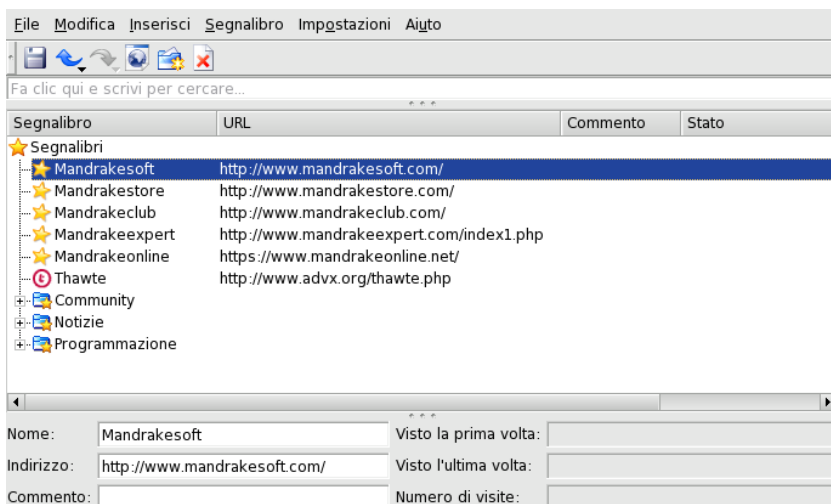 File Modifica Inserisci Segnalibro Impostazioni Aiuto
Fa clic qui e scrivi per cercare...
Segnalibro URL Commento Stato
Segnalibri
Mandrakesoft http://www.mandrakesoft.com/
Mandrakestore http://www.mandrakestore.com/
Mandrakeclub http://www.mandrakeclub.com/
Mandrakeexpert http://www.mandrakeexpert.com/index1.php
Mandrakeonline https://www.mandrakeonline.net/
Thawte http://www.advx.org/thawte.php
Community
Notizie
Programmazione
Nome: Mandrakesoft Visto la prima volta:
Indirizzo: http://www.mandrakesoft.com/ Visto l'ultima volta:
Commento: Numero di visite: